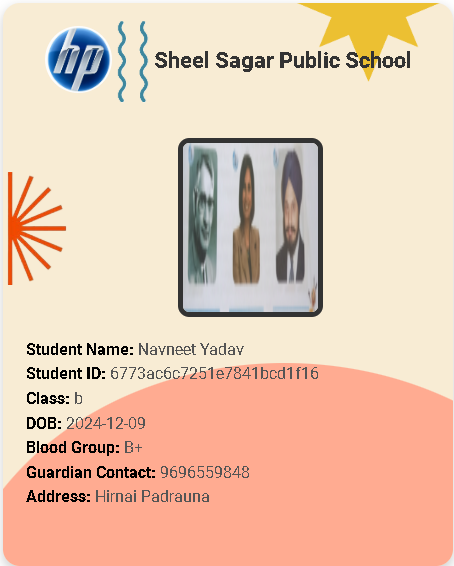 hp
Sheel Sagar Public School
Student Name: Navneet Yadav
Student ID: 6773ac6c7251e7841bcd1f16
Class: b
DOB: 2024-12-09
Blood Group: B+
Guardian Contact: 9696559848
Address: Hirnai Padrauna